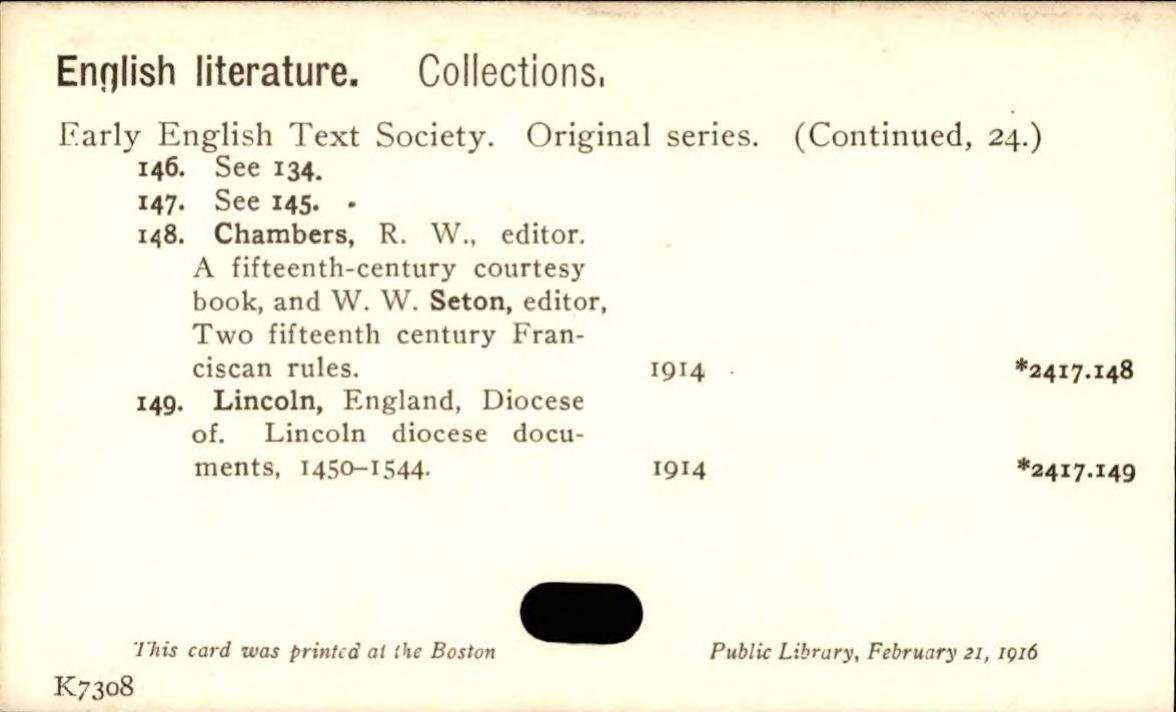 English literature. Collections.
Early English Text Society. Original series. (Continued, 24.)
146. See 134.
147. See 145.
148. Chambers, R. W., editor.
A fifteenth-century courtesy
book, and W. W. Seton, editor,
Two fifteenth century Fran-
ciscan rules. 1914 *2417.148
149. Lincoln, England, Diocese
of. Lincoln diocese docu-
ments, 1450–1544. 1914 *2417.149
This card was printed at the Boston Public Library, February 21, 1916
K7308